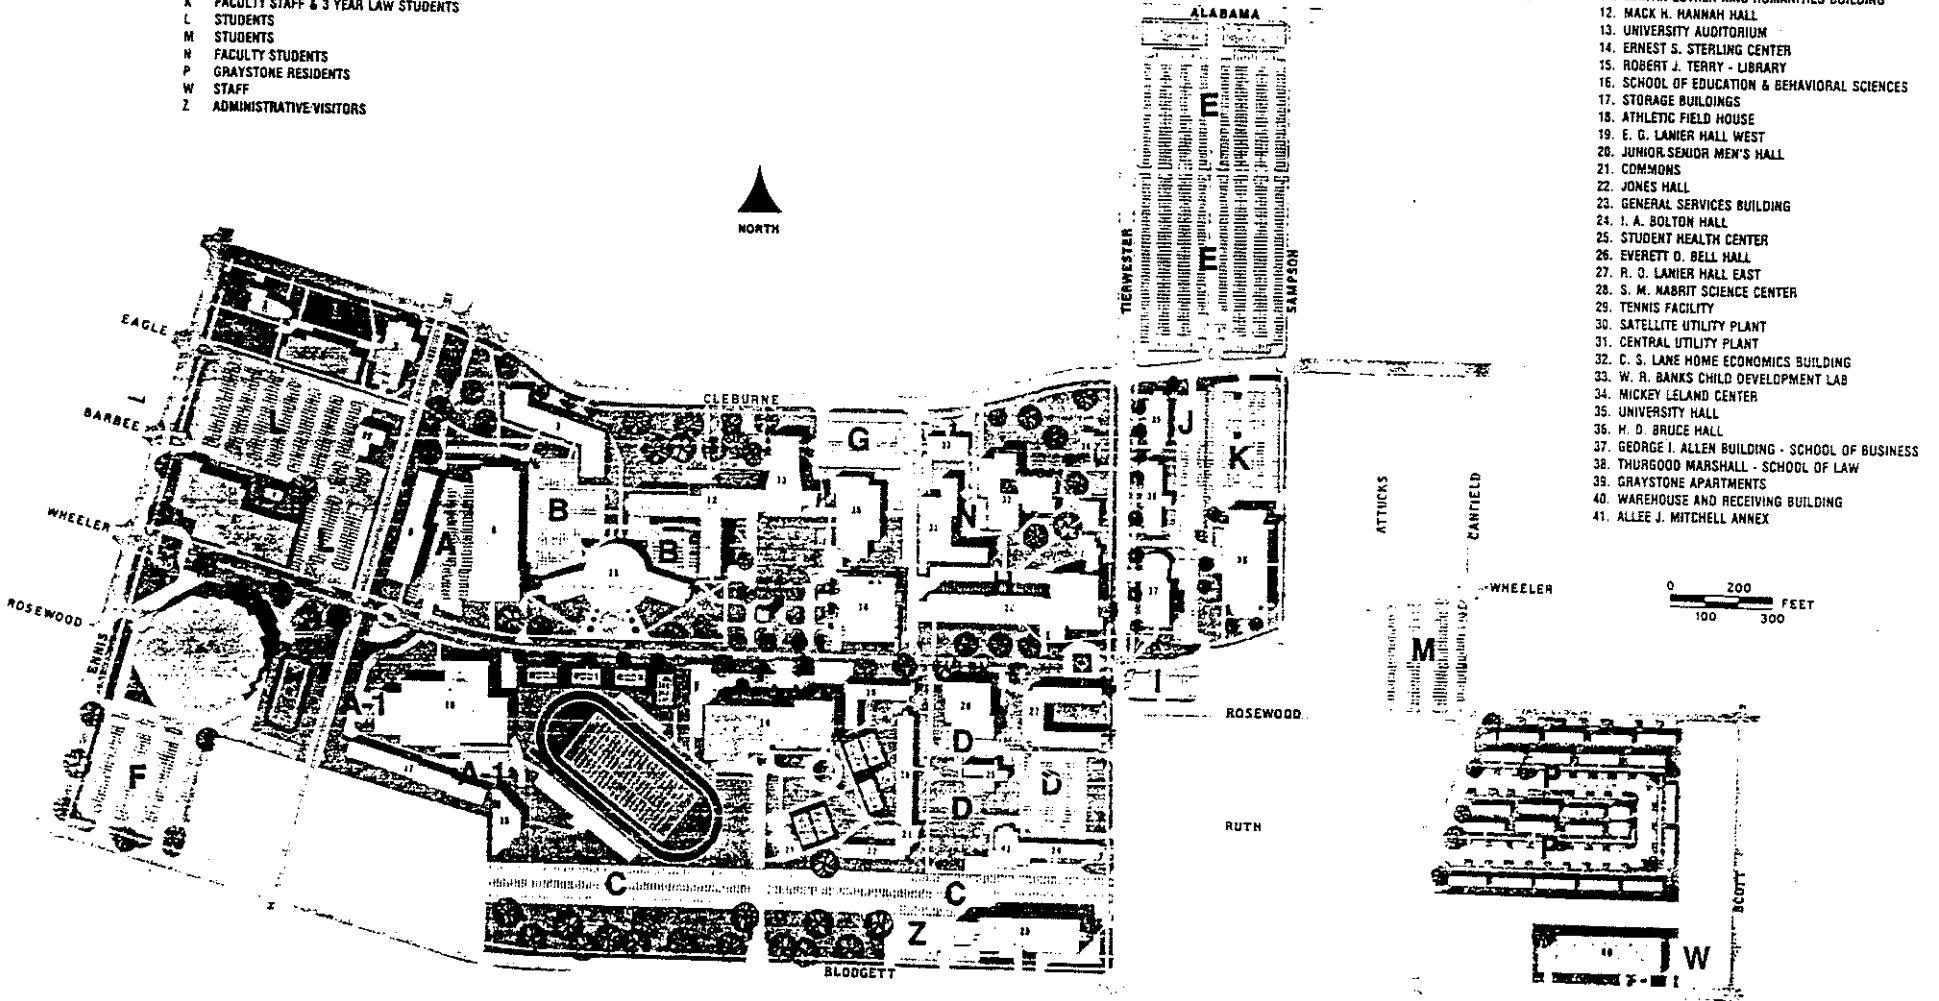 K FACULTY STAFF & 3 YEAR LAW STUDENTS
L STUDENTS
M STUDENTS
N FACULTY STUDENTS
P GRAYSTONE RESIDENTS
W STAFF
Z ADMINISTRATIVE/VISITORS
HUMANITIES BUILDING
12. MACK H. HANNAH HALL
13. UNIVERSITY AUDITORIUM
14. ERNEST S. STERLING CENTER
15. ROBERT J. TERRY - LIBRARY
16. SCHOOL OF EDUCATION & BEHAVIORAL SCIENCES
17. STORAGE BUILDINGS
18. ATHLETIC FIELD HOUSE
19. E. G. LANIER HALL WEST
20. JUNIOR SENIOR MEN'S HALL
21. COMMONS
22. JONES HALL
23. GENERAL SERVICES BUILDING
24. I. A. BOLTON HALL
25. STUDENT HEALTH CENTER
26. EVERETT O. BELL HALL
27. R. O. LANIER HALL EAST
28. S. M. NABRIT SCIENCE CENTER
29. TENNIS FACILITY
30. SATELLITE UTILITY PLANT
31. CENTRAL UTILITY PLANT
32. C. S. LANE HOME ECONOMICS BUILDING
33. W. R. BANKS CHILD DEVELOPMENT LAB
34. MICKEY LELAND CENTER
35. UNIVERSITY HALL
36. H. D. BRUCE HALL
37. GEORGE I. ALLEN BUILDING - SCHOOL OF BUSINESS
38. THURGOOD MARSHALL - SCHOOL OF LAW
39. GRAYSTONE APARTMENTS
40. WAREHOUSE AND RECEIVING BUILDING
41. ALLEE J. MITCHELL ANNEX
ALABAMA
E
NORTH
TIERWESTER
E
SAMPSON
EAGLE
BARBEE
L
CLEBURNE
G
J
K
WHEELER
L
A
B
B
N
ATTUCKS
CANFIELD
WHEELER
0 200 FEET
100 300
ROSEWOOD
ENNIS
M
I
A-1
ROSEWOOD
D
F
A-1
D
D
P
RUTH
P
C
C
SCOTT
Z
BLODGETT
W